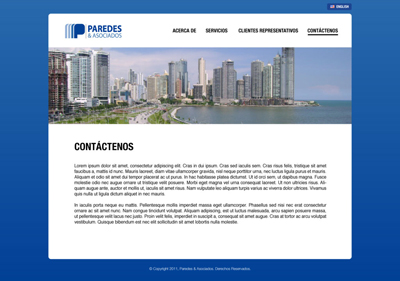 ENGLISH
PAREDES
& ASOCIADOS
ACERCA DE SERVICIOS CLIENTES REPRESENTATIVOS CONTÁCTENOS
CONTÁCTENOS
Lorem ipsum dolor sit amet, consectetur adipiscing elit. Cras in dui ipsum. Cras sed iaculis sem. Cras risus felis, tristique sit amet
faucibus a, mattis id nunc. Mauris laoreet, diam vitae ullamcorper gravida, nisl neque porttitor urna, nec luctus ligula purus et mauris.
Aliquam et odio sit amet dui tempor placerat ac ut purus. In hac habitasse platea dictumst. Ut id orci sem, ut dapibus magna. Fusce
molestie odio nec augue ornare ut tristique velit posuere. Morbi eget magna vel urna consequat laoreet. Ut non ultricies risus. Ali-
quam augue ante, auctor et mollis ut, iaculis sit amet risus. Nam vulputate leo aliquam turpis varius ac vivamus dolor ultrices. Vivamus
quis nulla ut ligula dictum aliquet in nec mauris.
In iaculis porta neque eu mattis. Pellentesque mollis imperdiet massa eget ullamcorper. Phasellus sed nisi nec erat consectetur
ornare ac sit amet nunc. Nam congue tincidunt volutpat. Aliquam adipiscing, est ut luctus malesuada, arcu sapien posuere massa,
ut pellentesque velit lacus nec justo. Proin velit felis, imperdiet in suscipit a, consequat sit amet augue. Cras at tortor ac arcu volutpat
vestibulum. Quisque bibendum est nec elit sollicitudin sit amet lobortis nulla molestie.
© Copyright 2011, Paredes & Asociados. Derechos Reservados.